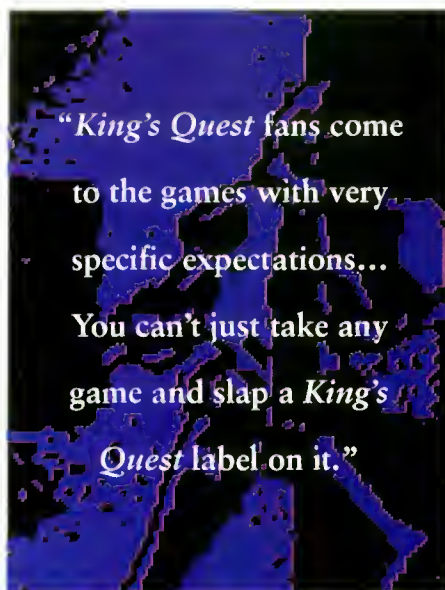 “King’s Quest fans come
to the games with very
specific expectations...
You can’t just take any
game and slap a King’s
Quest label on it.”